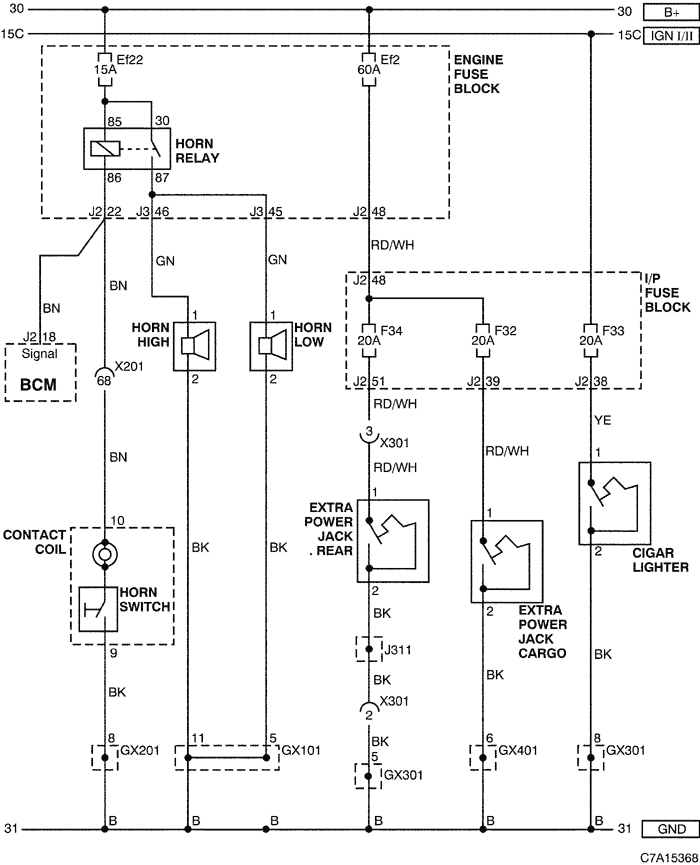 30
30 B+
15C
15C IGN I/II
Ef22
15A
Ef2
60A
ENGINE
FUSE
BLOCK
85
30
HORN
RELAY
86
87
J2 22
J3 46
J3 45
J2 48
GN
GN
RD/WH
BN
BN
J2 48
I/P
FUSE
BLOCK
1
1
HORN
HIGH
HORN
LOW
F34
20A
F32
20A
F33
20A
J2 18
Signal
BCM
X201
68
2
2
J2 51
J2 39
J2 38
RD/WH
YE
3
X301
BN
RD/WH
RD/WH
1
1
1
10
EXTRA
POWER
JACK
. REAR
CONTACT
COIL
BK
BK
2
CIGAR
LIGHTER
HORN
SWITCH
2
2
EXTRA
POWER
JACK
CARGO
BK
9
J311
BK
BK
BK
BK
X301
2
8
GX201
11
5
GX101
BK
5
GX301
6
GX401
8
GX301
31
B
B
B
B
B
B
31 GND
C7A15368